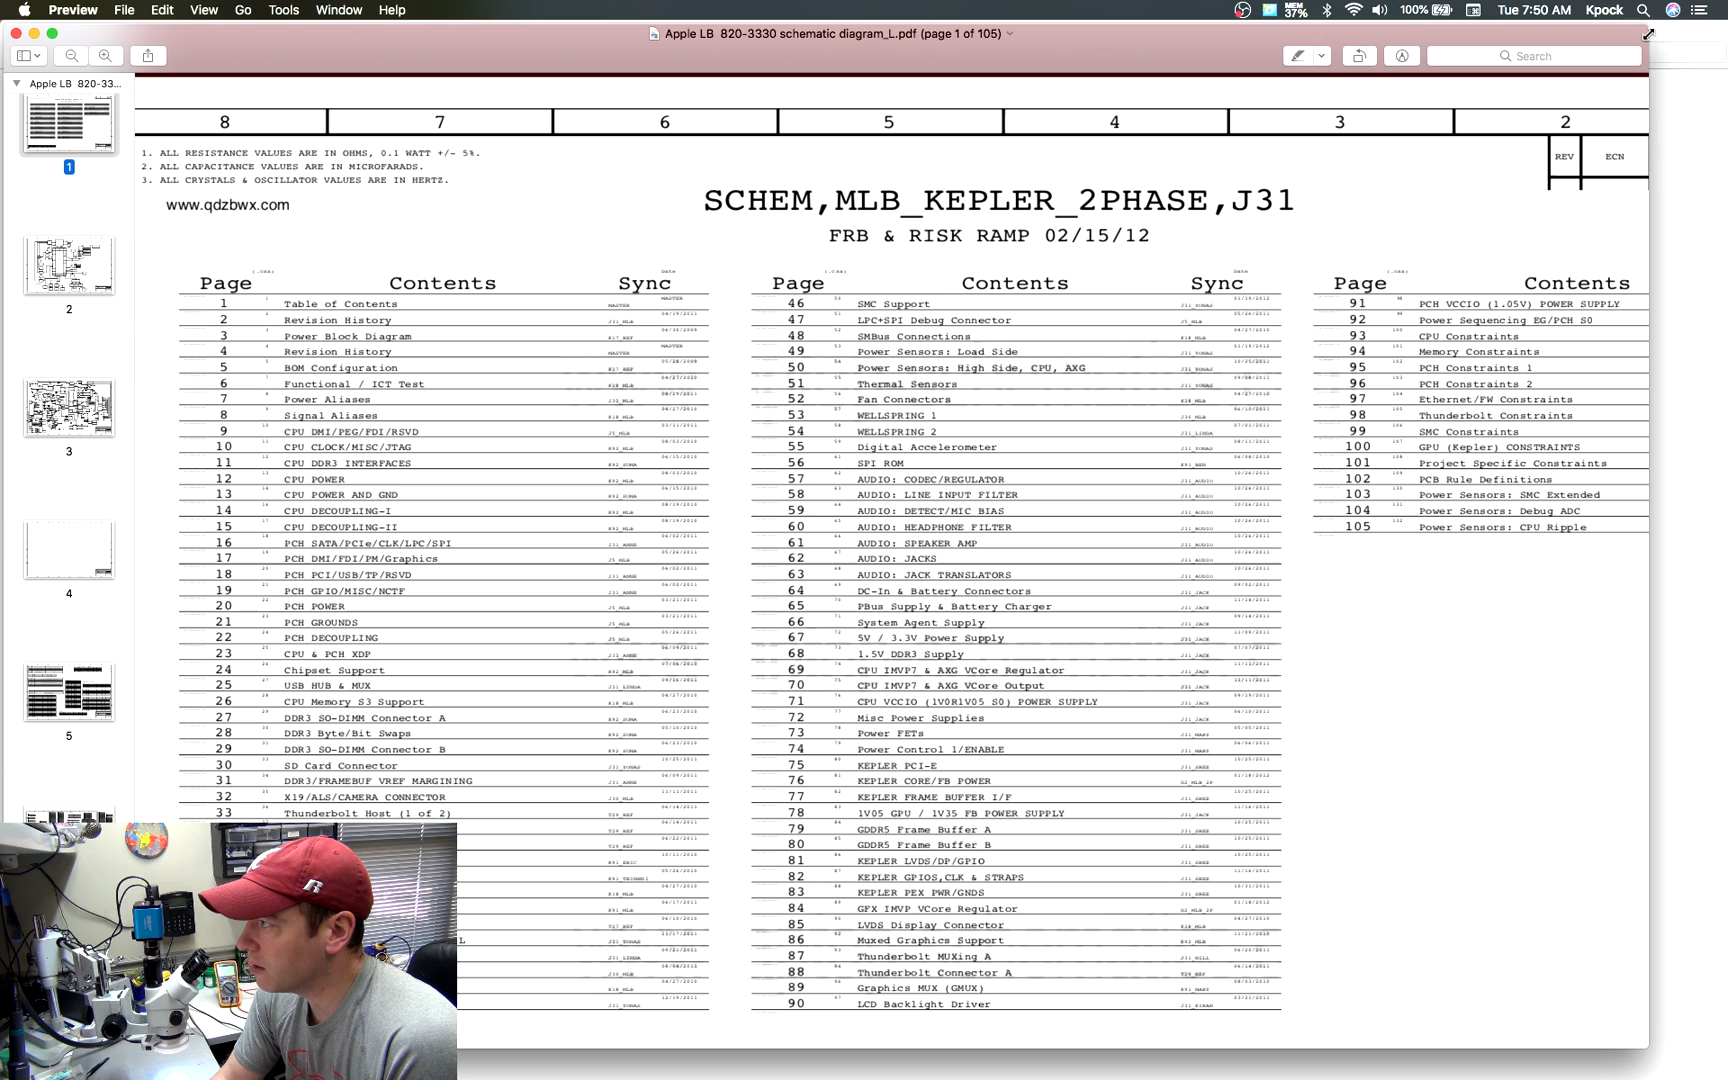 Preview File Edit View Go Tools Window Help
MEM 37% 100% Tue 7:50 AM Kpock
Apple LB 820-3330 schematic diagram_L.pdf (page 1 of 105)
Search
Apple LB 820-33...
1
2
3
4
5
8 7 6 5 4 3 2
1. ALL RESISTANCE VALUES ARE IN OHMS, 0.1 WATT +/- 5%.
2. ALL CAPACITANCE VALUES ARE IN MICROFARADS.
3. ALL CRYSTALS & OSCILLATOR VALUES ARE IN HERTZ.
REV ECN
www.qdzbwx.com
SCHEM,MLB_KEPLER_2PHASE,J31
FRB & RISK RAMP 02/15/12
Page Contents Sync
1 Table of Contents
2 Revision History
3 Power Block Diagram
4 Revision History
5 BOM Configuration
6 Functional / ICT Test
7 Power Aliases
8 Signal Aliases
9 CPU DMI/PEG/FDI/RSVD
10 CPU CLOCK/MISC/JTAG
11 CPU DDR3 INTERFACES
12 CPU POWER
13 CPU POWER AND GND
14 CPU DECOUPLING-I
15 CPU DECOUPLING-II
16 PCH SATA/PCIe/CLK/LPC/SPI
17 PCH DMI/FDI/PM/Graphics
18 PCH PCI/USB/TP/RSVD
19 PCH GPIO/MISC/NCTF
20 PCH POWER
21 PCH GROUNDS
22 PCH DECOUPLING
23 CPU & PCH XDP
24 Chipset Support
25 USB HUB & MUX
26 CPU Memory S3 Support
27 DDR3 SO-DIMM Connector A
28 DDR3 Byte/Bit Swaps
29 DDR3 SO-DIMM Connector B
30 SD Card Connector
31 DDR3/FRAMEBUF VREF MARGINING
32 X19/ALS/CAMERA CONNECTOR
33 Thunderbolt Host (1 of 2)
Page Contents Sync
46 SMC Support
47 LPC+SPI Debug Connector
48 SMBus Connections
49 Power Sensors: Load Side
50 Power Sensors: High Side, CPU, AXG
51 Thermal Sensors
52 Fan Connectors
53 WELLSPRING 1
54 WELLSPRING 2
55 Digital Accelerometer
56 SPI ROM
57 AUDIO: CODEC/REGULATOR
58 AUDIO: LINE INPUT FILTER
59 AUDIO: DETECT/MIC BIAS
60 AUDIO: HEADPHONE FILTER
61 AUDIO: SPEAKER AMP
62 AUDIO: JACKS
63 AUDIO: JACK TRANSLATORS
64 DC-In & Battery Connectors
65 PBus Supply & Battery Charger
66 System Agent Supply
67 5V / 3.3V Power Supply
68 1.5V DDR3 Supply
69 CPU IMVP7 & AXG VCore Regulator
70 CPU IMVP7 & AXG VCore Output
71 CPU VCCIO (1V0R1V05 S0) POWER SUPPLY
72 Misc Power Supplies
73 Power FETs
74 Power Control 1/ENABLE
75 KEPLER PCI-E
76 KEPLER CORE/FB POWER
77 KEPLER FRAME BUFFER I/F
78 1V05 GPU / 1V35 FB POWER SUPPLY
79 GDDR5 Frame Buffer A
80 GDDR5 Frame Buffer B
81 KEPLER LVDS/DP/GPIO
82 KEPLER GPIOS,CLK & STRAPS
83 KEPLER PEX PWR/GNDS
84 GFX IMVP VCore Regulator
85 LVDS Display Connector
86 Muxed Graphics Support
87 Thunderbolt MUXing A
88 Thunderbolt Connector A
89 Graphics MUX (GMUX)
90 LCD Backlight Driver
Page Contents
91 PCH VCCIO (1.05V) POWER SUPPLY
92 Power Sequencing EG/PCH S0
93 CPU Constraints
94 Memory Constraints
95 PCH Constraints 1
96 PCH Constraints 2
97 Ethernet/FW Constraints
98 Thunderbolt Constraints
99 SMC Constraints
100 GPU (Kepler) CONSTRAINTS
101 Project Specific Constraints
102 PCB Rule Definitions
103 Power Sensors: SMC Extended
104 Power Sensors: Debug ADC
105 Power Sensors: CPU Ripple